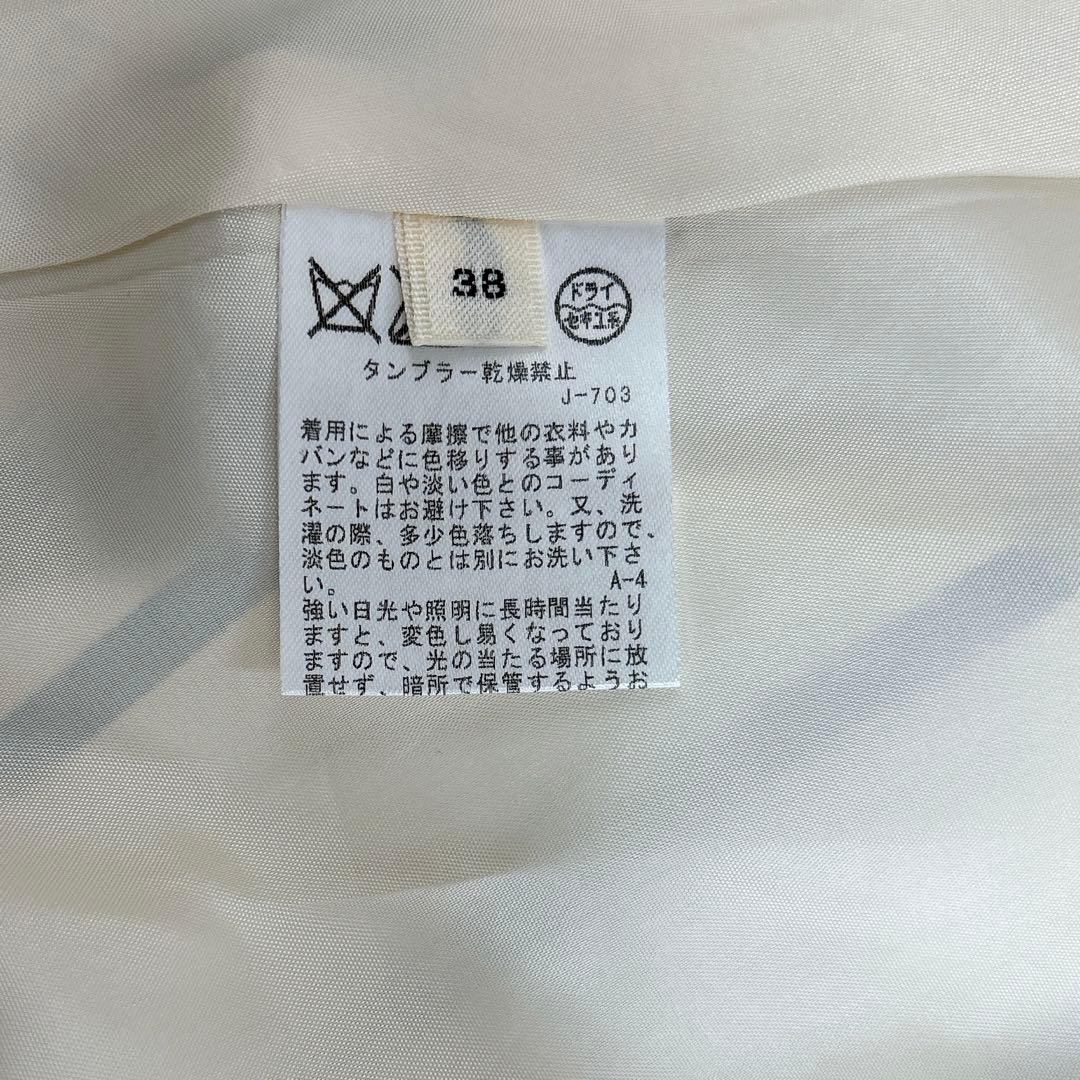 38
ドライ
セキユ系
タンブラー乾燥禁止
J-703
着用による摩擦で他の衣料やカ
バンなどに色移りする事があり
ます。白や淡い色とのコーディ
ネートはお避け下さい。又、洗
濯の際、多少色落ちしますので、
淡色のものとは別にお洗い下さ
い。 A-4
強い日光や照明に長時間当たり
ますと、変色し易くなっており
ますので、光の当たる場所に放
置せず、暗所で保管するようお